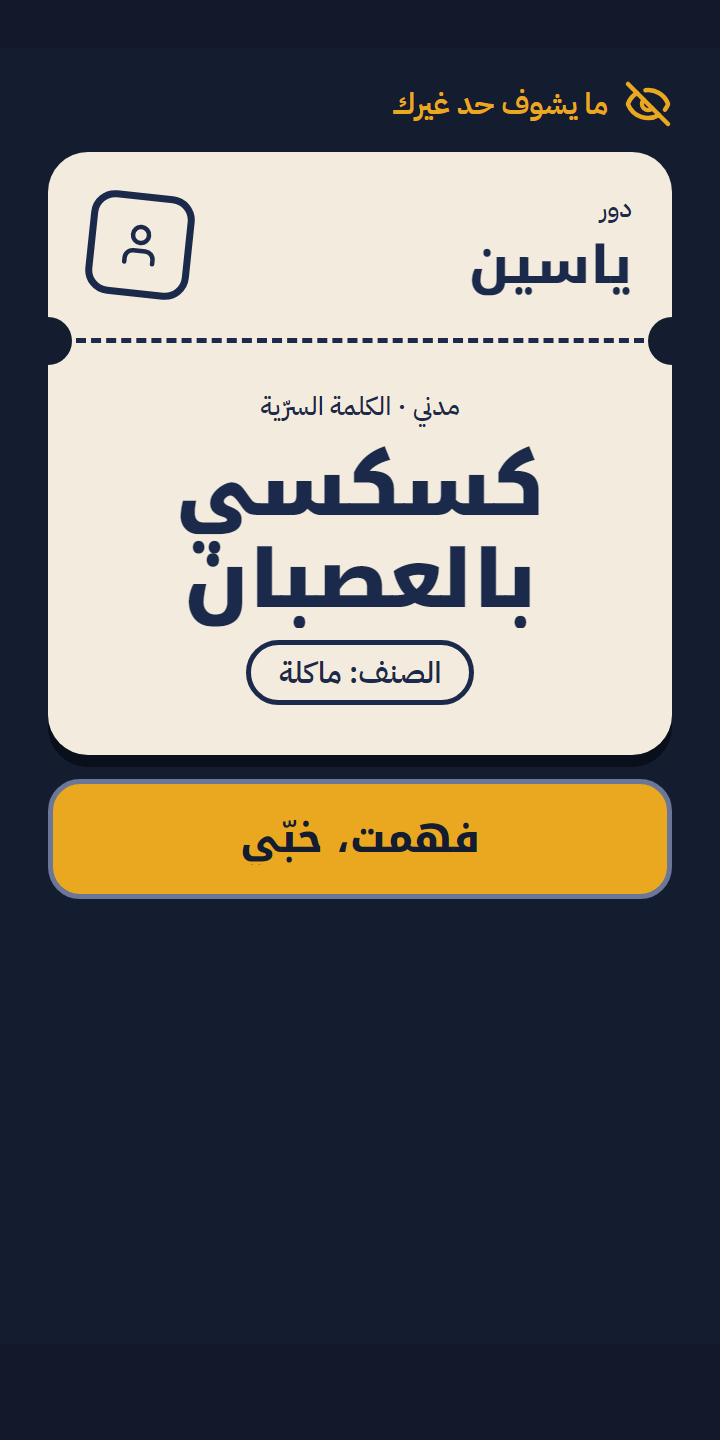 ما يشوف حد غيرك
دور
ياسين
مدني · الكلمة السرّية
كسكسي
بالعصبان
الصنف: ماكلة
فهمت، خبّي